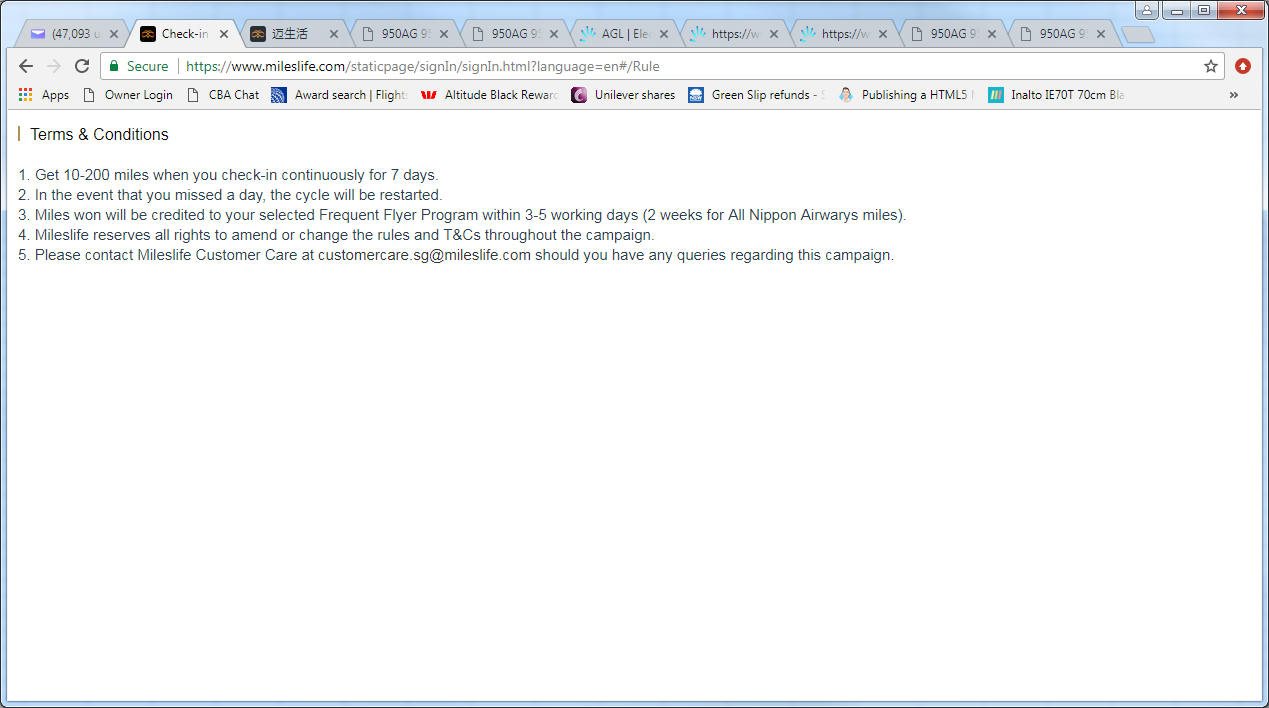 (47,093 u
Check-in
迈生活
950AG 9
950AG 9
AGL | Elec
https://w
https://w
950AG 9
950AG 9
Secure
https://www.mileslife.com/staticpage/signIn/signIn.html?language=en#/Rule
Apps
Owner Login
CBA Chat
Award search | Flight
Altitude Black Rewar
Unilever shares
Green Slip refunds -
Publishing a HTML5
Inalto IE70T 70cm Bla
»
Terms & Conditions
1. Get 10-200 miles when you check-in continuously for 7 days.
2. In the event that you missed a day, the cycle will be restarted.
3. Miles won will be credited to your selected Frequent Flyer Program within 3-5 working days (2 weeks for All Nippon Airwarys miles).
4. Mileslife reserves all rights to amend or change the rules and T&Cs throughout the campaign.
5. Please contact Mileslife Customer Care at customercare.sg@mileslife.com should you have any queries regarding this campaign.